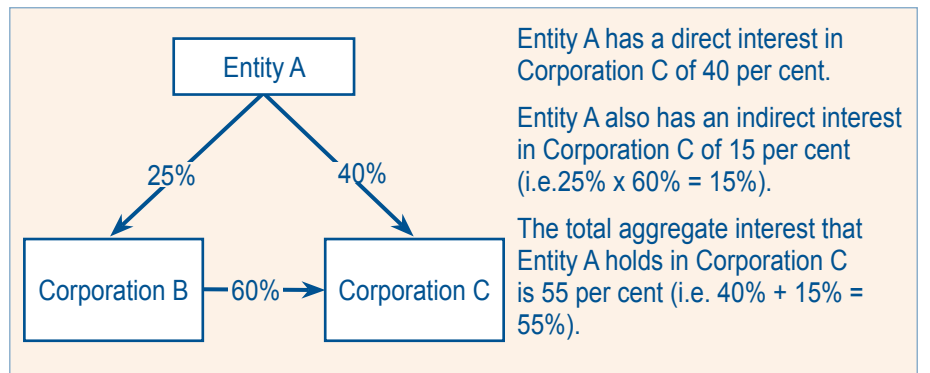 Entity A
25%
40%
Corporation B
60%
Corporation C
Entity A has a direct interest in
Corporation C of 40 per cent.
Entity A also has an indirect interest
in Corporation C of 15 per cent
(i.e.25% x 60% = 15%).
The total aggregate interest that
Entity A holds in Corporation C
is 55 per cent (i.e. 40% + 15% =
55%).